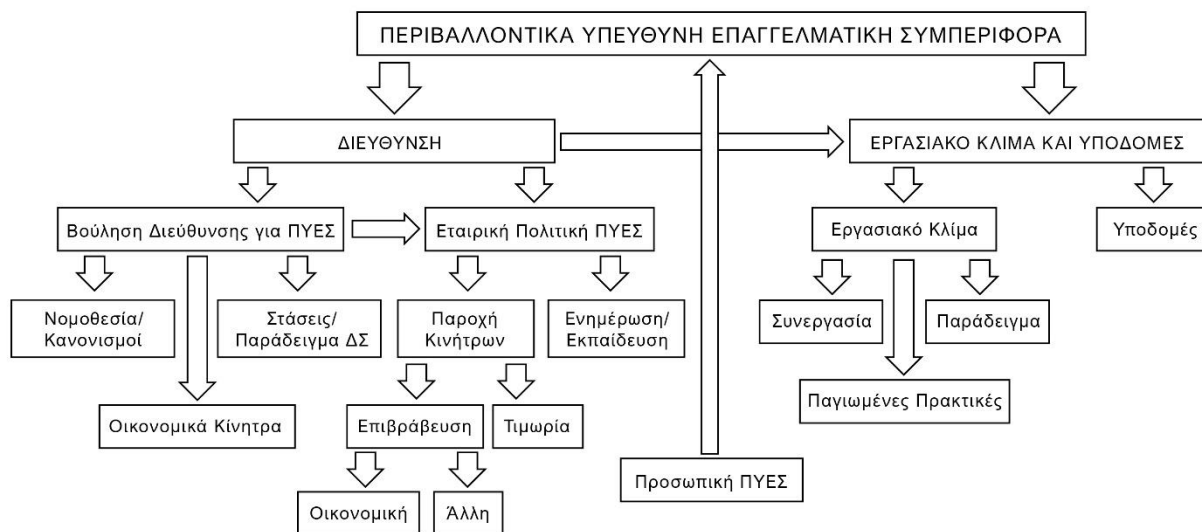 ΠΕΡΙΒΑΛΛΟΝΤΙΚΑ ΥΠΕΥΘΥΝΗ ΕΠΑΓΓΕΛΜΑΤΙΚΗ ΣΥΜΠΕΡΙΦΟΡΑ
ΔΙΕΥΘΥΝΣΗ
ΕΡΓΑΣΙΑΚΟ ΚΛΙΜΑ ΚΑΙ ΥΠΟΔΟΜΕΣ
Βούληση Διεύθυνσης για ΠΥΕΣ
Εταιρική Πολιτική ΠΥΕΣ
Εργασιακό Κλίμα
Υποδομές
Νομοθεσία/
Κανονισμοί
Στάσεις/
Παράδειγμα ΔΣ
Παροχή
Κινήτρων
Ενημέρωση/
Εκπαίδευση
Συνεργασία
Παράδειγμα
Παγιωμένες Πρακτικές
Οικονομικά Κίνητρα
Επιβράβευση
Τιμωρία
Προσωπική ΠΥΕΣ
Οικονομική
Άλλη